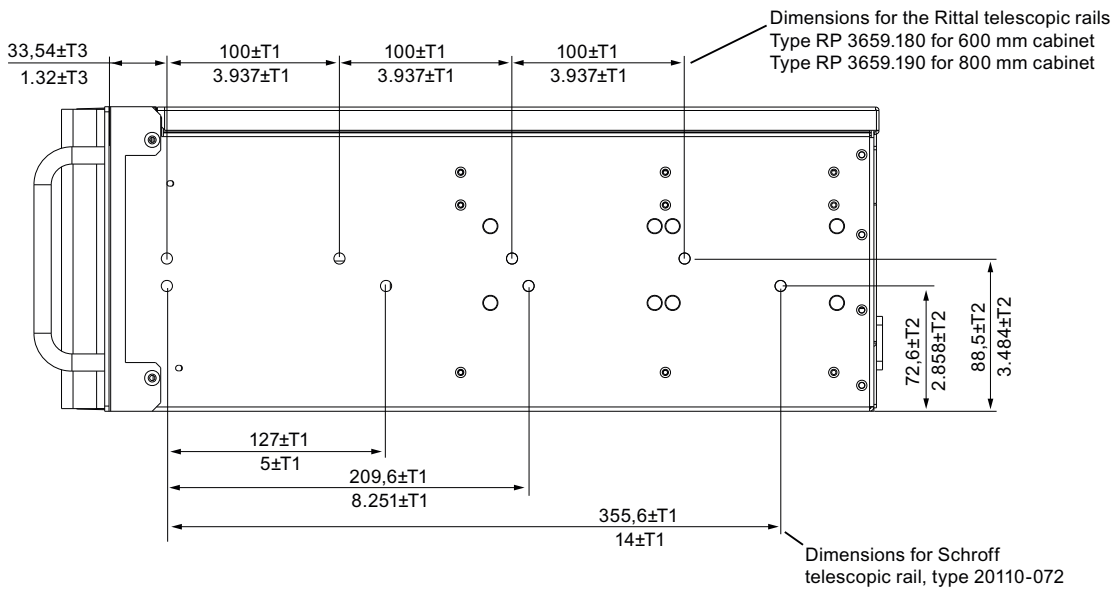 Dimensions for the Rittal telescopic rails
Type RP 3659.180 for 600 mm cabinet
Type RP 3659.190 for 800 mm cabinet
33,54±T3
1.32±T3
100±T1
3.937±T1
100±T1
3.937±T1
100±T1
3.937±T1
72,6±T2
2.858±T2
88,5±T2
3.484±T2
127±T1
5±T1
209,6±T1
8.251±T1
355,6±T1
14±T1
Dimensions for Schroff
telescopic rail, type 20110-072